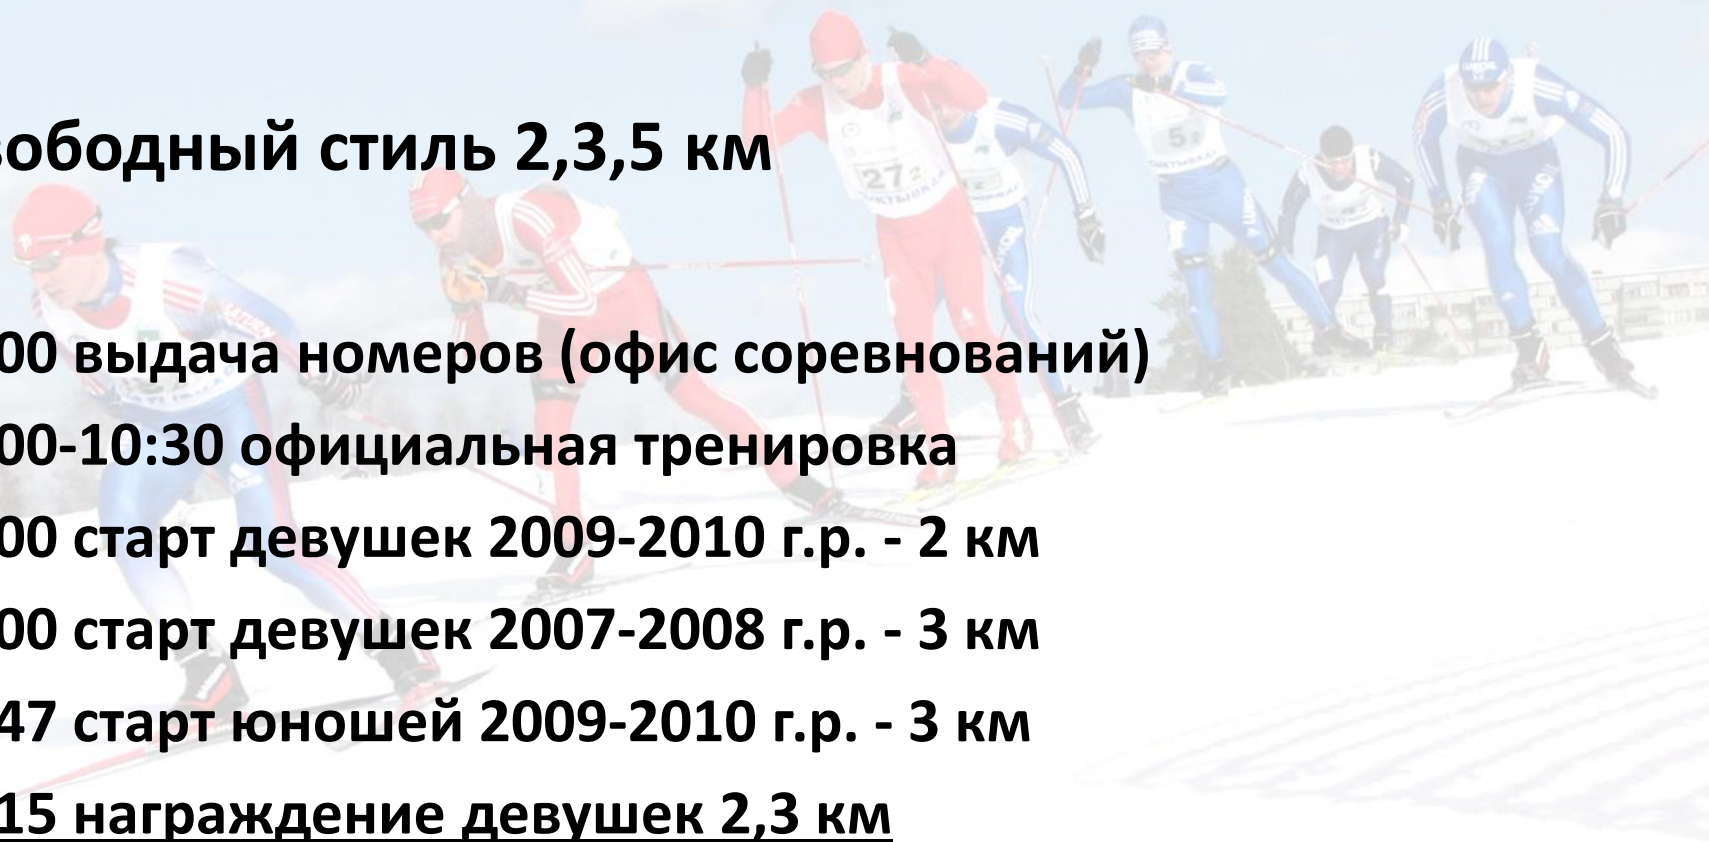 вободный стиль 2,3,5 км
00 выдача номеров (офис соревнований)
00-10:30 официальная тренировка
00 старт девушек 2009-2010 г.р. - 2 км
00 старт девушек 2007-2008 г.р. - 3 км
47 старт юношей 2009-2010 г.р. - 3 км
15 награждение девушек 2,3 км